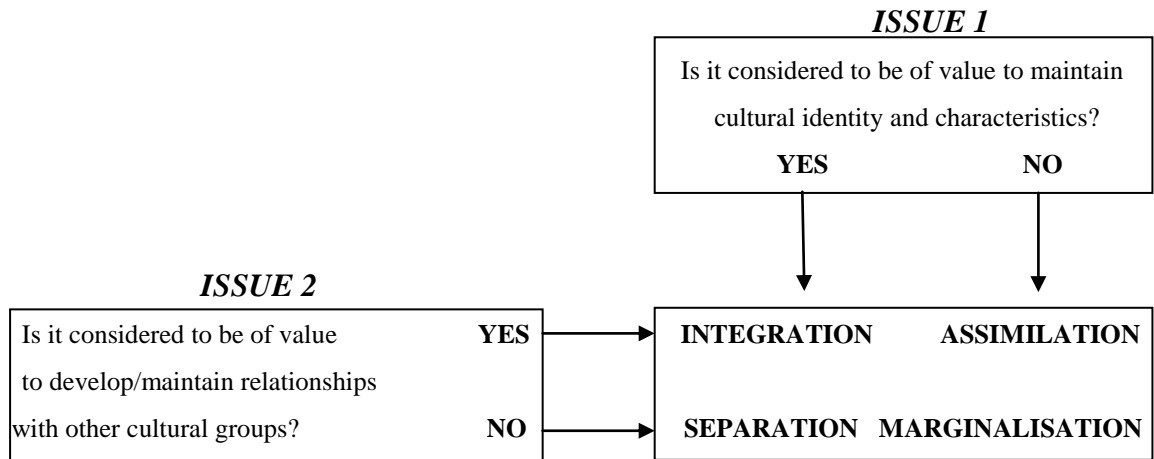 ISSUE 1
Is it considered to be of value to maintain
cultural identity and characteristics?
YES NO
ISSUE 2
Is it considered to be of value YES
to develop/maintain relationships
with other cultural groups? NO
INTEGRATION ASSIMILATION
SEPARATION MARGINALISATION